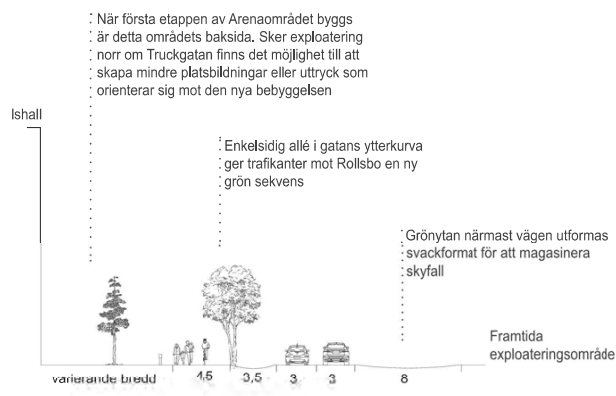 När första etappen av Arenaområdet byggs
är detta områdets baksida. Sker exploatering
norr om Truckgatan finns det möjlighet till att
skapa mindre platsbildningar eller uttryck som
orienterar sig mot den nya bebyggelsen
Ishall
Enkelsidig allé i gatans ytterkurva
ger trafikanter mot Rollsbo en ny
grön sekvens
Grönytan närmast vägen utformas
svackformat för att magasinera
skyfall
Framtida
exploateringsområde
varierande bredd 4,5 3,5 3 3 6